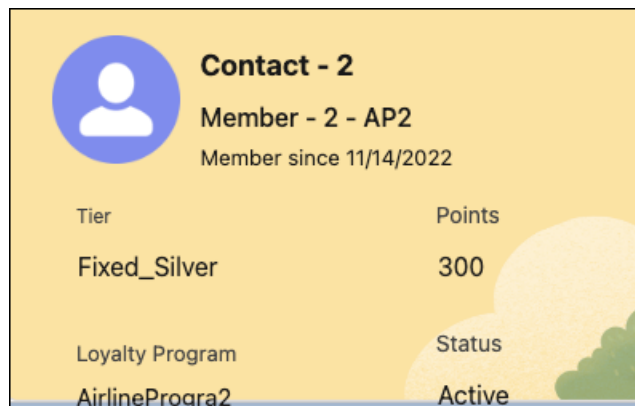 Contact - 2
Member - 2 - AP2
Member since 11/14/2022
Tier
Points
Fixed_Silver
300
Loyalty Program
Status
AirlineProgra2
Active